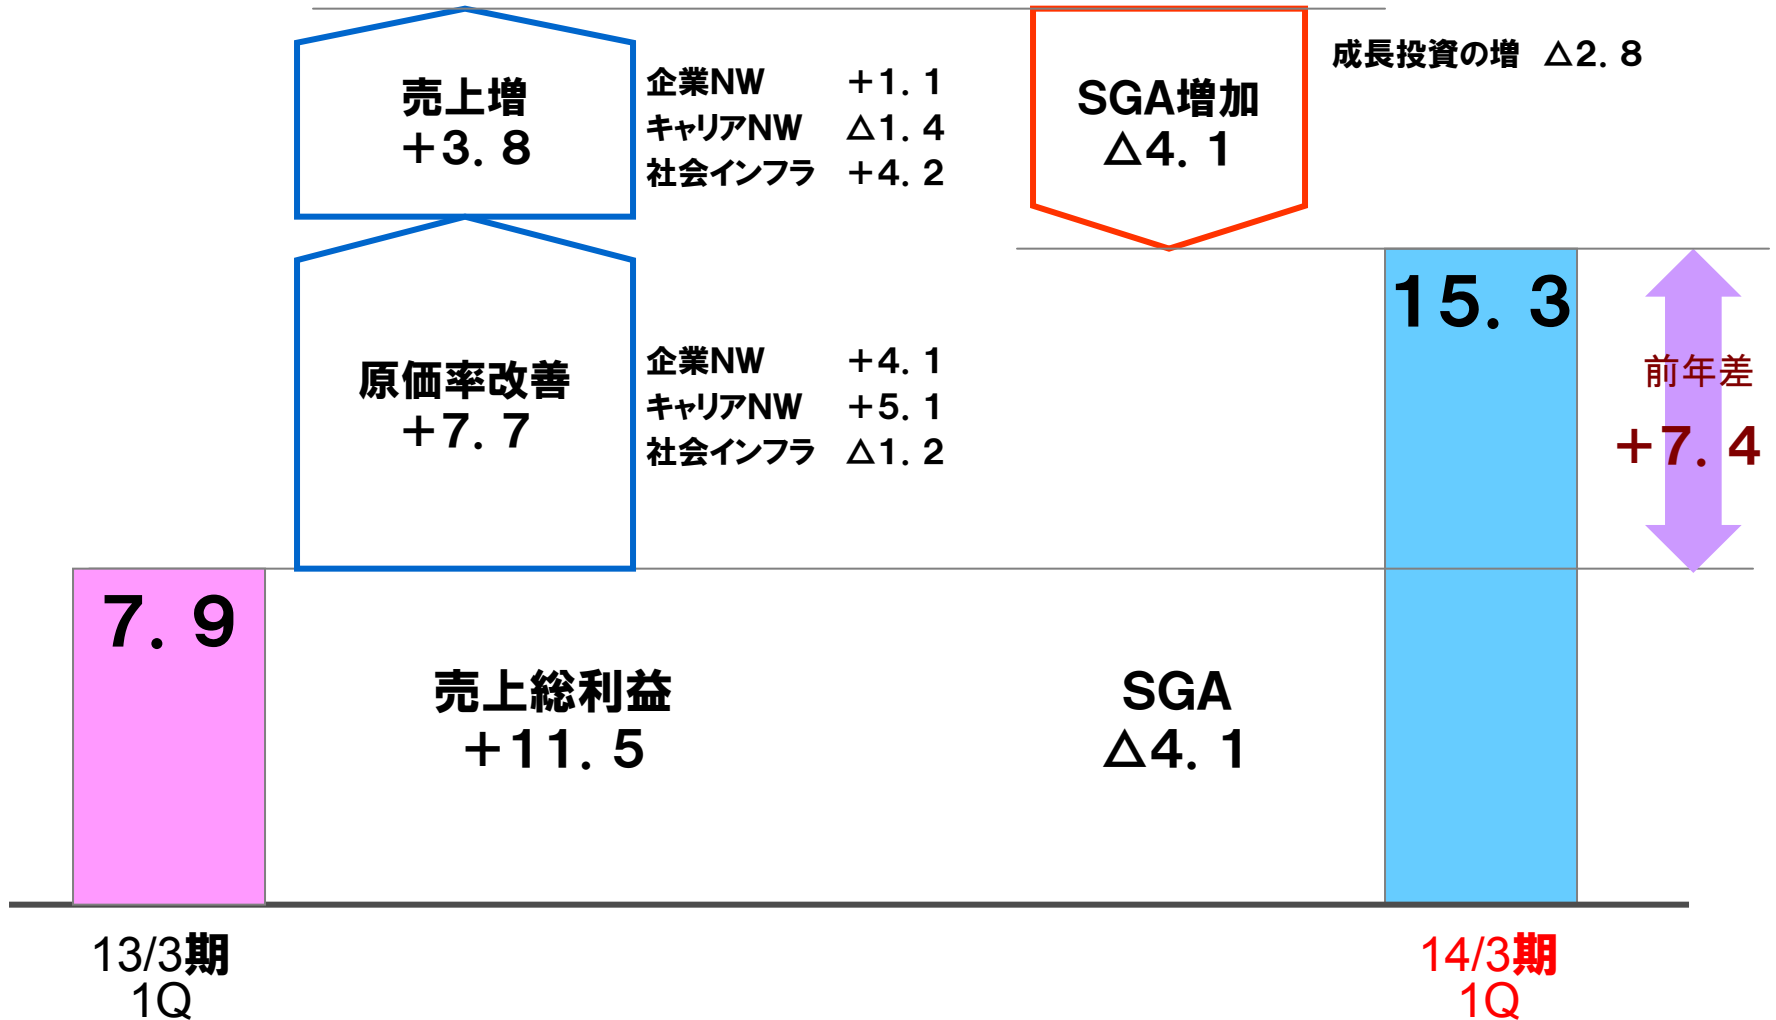 売上増
＋３．８
企業NW ＋１．１
キャリアNW △１．４
社会インフラ ＋４．２
SGA増加
△４．１
成長投資の増 △２．８
原価率改善
＋７．７
企業NW ＋４．１
キャリアNW ＋５．１
社会インフラ △１．２
１５．３
前年差
＋７．４
７．９
売上総利益
＋１１．５
SGA
△４．１
13/3期
1Q
14/3期
1Q